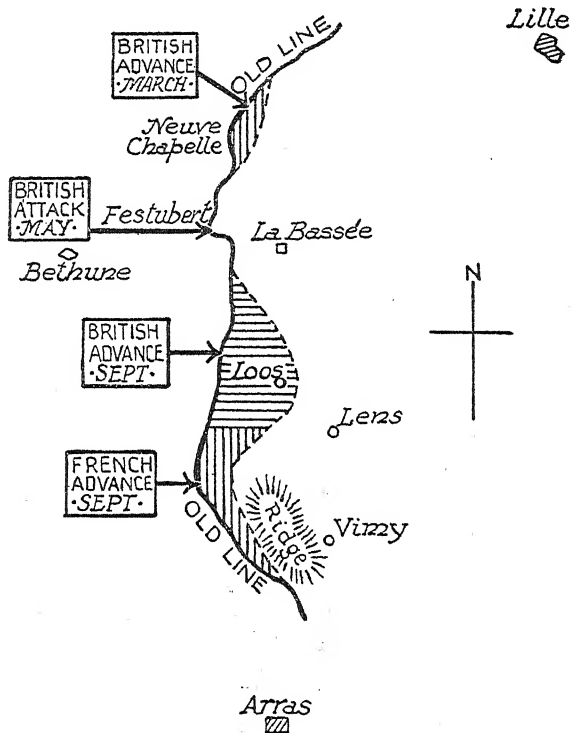 Lille
BRITISH
ADVANCE
·MARCH·
OLD LINE
Neuve
Chapelle
BRITISH
ATTACK
·MAY·
Festubert
La Bassée
Bethune
N
BRITISH
ADVANCE
·SEPT·
Loos
Lens
FRENCH
ADVANCE
·SEPT·
Ridge
Vimy
OLD LINE
Arras